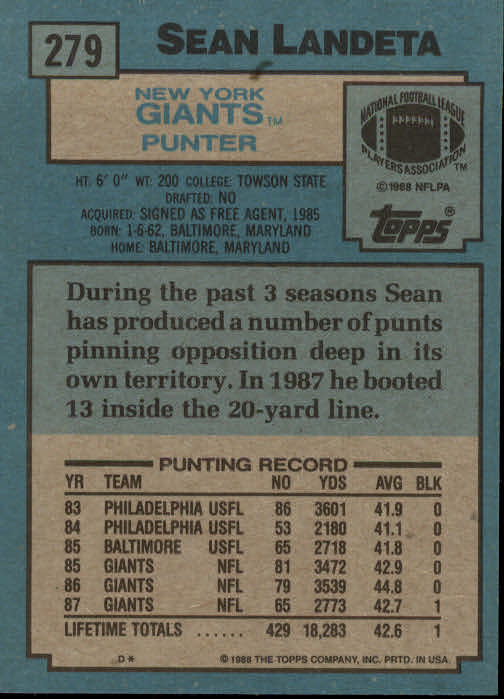 279
SEAN LANDETA
NEW YORK
GIANTS™
PUNTER
NATIONAL FOOTBALL LEAGUE
PLAYERS ASSOCIATION™
©1988 NFLPA
topps®
HT: 6' 0" WT: 200 COLLEGE: TOWSON STATE
DRAFTED: NO
ACQUIRED: SIGNED AS FREE AGENT, 1985
BORN: 1-6-62, BALTIMORE, MARYLAND
HOME: BALTIMORE, MARYLAND
During the past 3 seasons Sean
has produced a number of punts
pinning opposition deep in its
own territory. In 1987 he booted
13 inside the 20-yard line.
PUNTING RECORD
YR TEAM NO YDS AVG BLK
83 PHILADELPHIA USFL 86 3601 41.9 0
84 PHILADELPHIA USFL 53 2180 41.1 0
85 BALTIMORE USFL 65 2718 41.8 0
85 GIANTS NFL 81 3472 42.9 0
86 GIANTS NFL 79 3539 44.8 0
87 GIANTS NFL 65 2773 42.7 1
LIFETIME TOTALS ...... 429 18,283 42.6 1
D* ©1988 THE TOPPS COMPANY, INC. PRTD. IN USA.